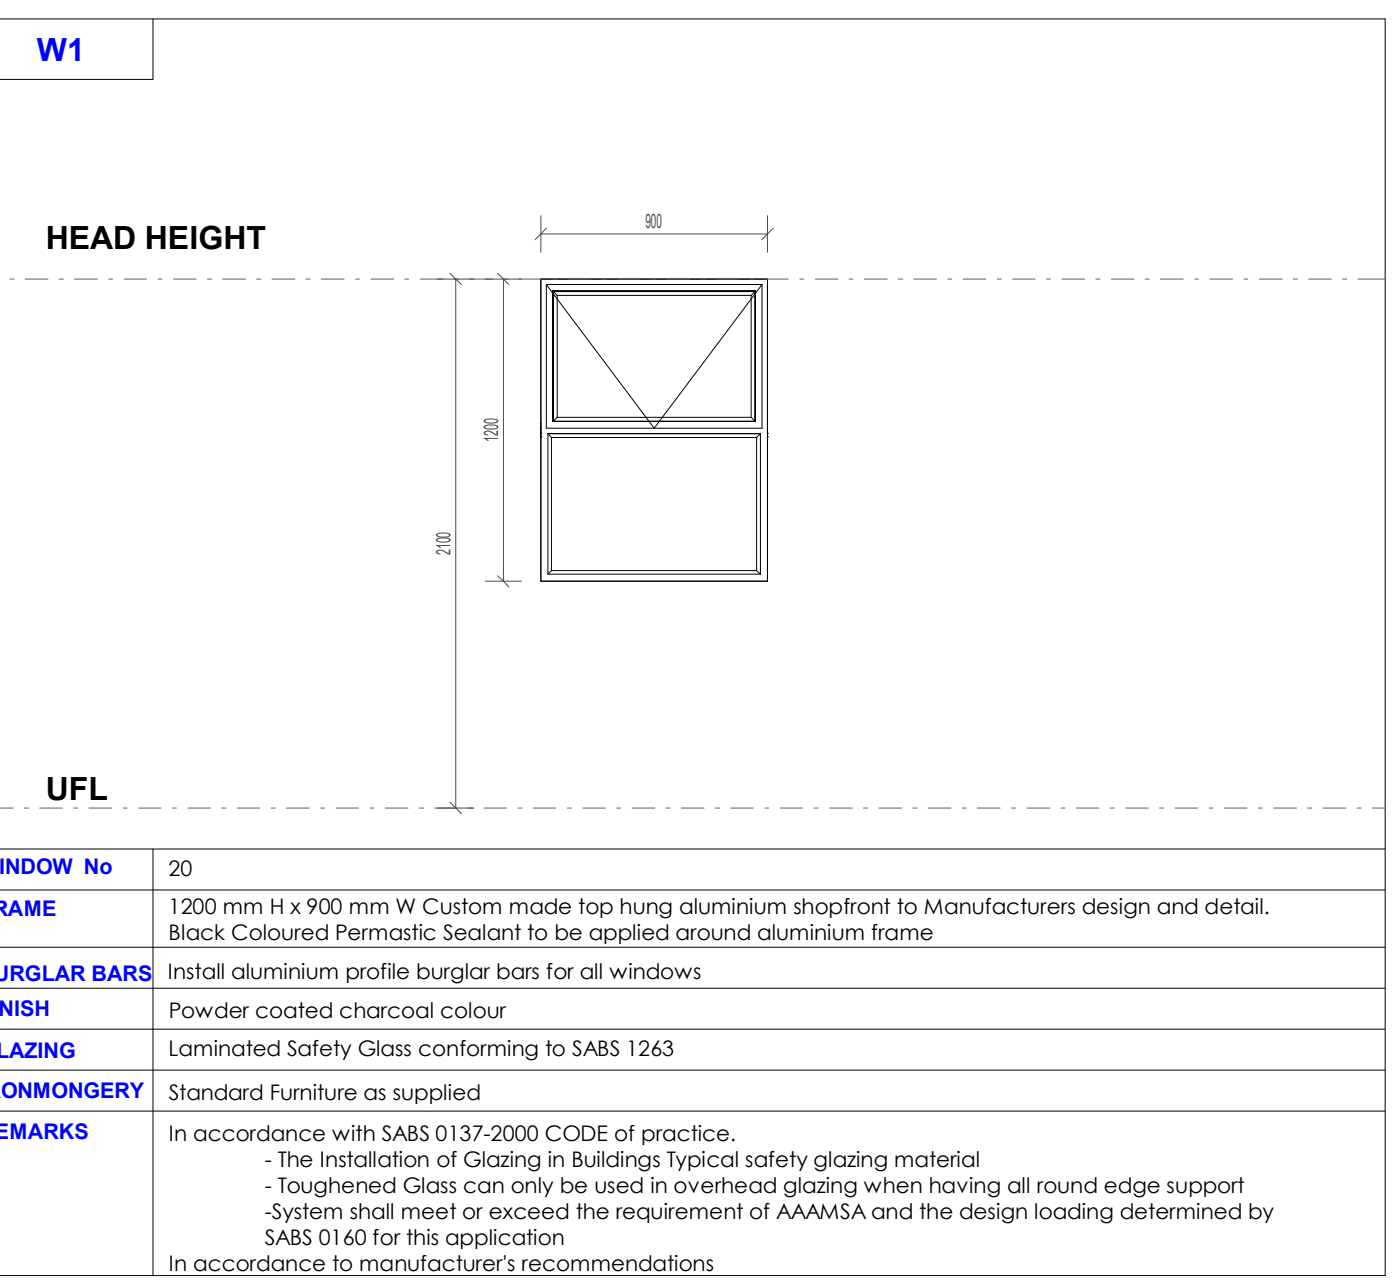 W1
900
HEAD HEIGHT
1200
2100
UFL
INDOW No 20
RAME 1200 mm H x 900 mm W Custom made top hung aluminium shopfront to Manufacturers design and detail.
Black Coloured Permastic Sealant to be applied around aluminium frame
URGLAR BARS Install aluminium profile burglar bars for all windows
NISH Powder coated charcoal colour
LAZING Laminated Safety Glass conforming to SABS 1263
ONMONGERY Standard Furniture as supplied
EMARKS In accordance with SABS 0137-2000 CODE of practice.
- The Installation of Glazing in Buildings Typical safety glazing material
- Toughened Glass can only be used in overhead glazing when having all round edge support
-System shall meet or exceed the requirement of AAAMSA and the design loading determined by
SABS 0160 for this application
In accordance to manufacturer's recommendations